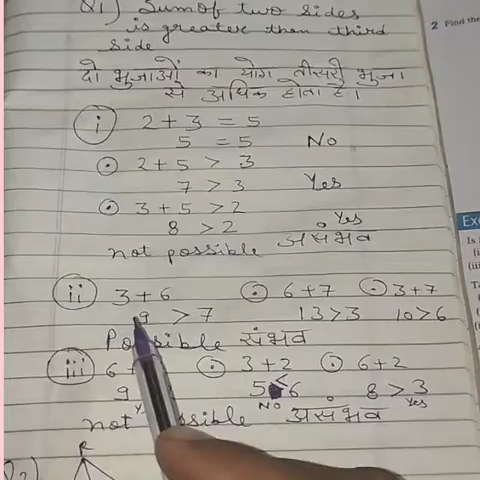 Q1) Sum of two sides
is greater than third
side
दो भुजाओं का योग तीसरी भुजा
से अधिक होता है।
i 2 + 3 = 5
5 = 5 No
2 + 5 > 3
7 > 3 Yes
3 + 5 > 2
8 > 2 Yes
not possible असंभव
ii 3 + 6 6 + 7 3 + 7
9 > 7 13 > 3 10 > 6
Possible संभव
iii 6 + 3 + 2 6 + 2
9 5 < 6 8 > 3
No Yes
not असंभव
R
2 Find the
Ex
Is
(i
(iii